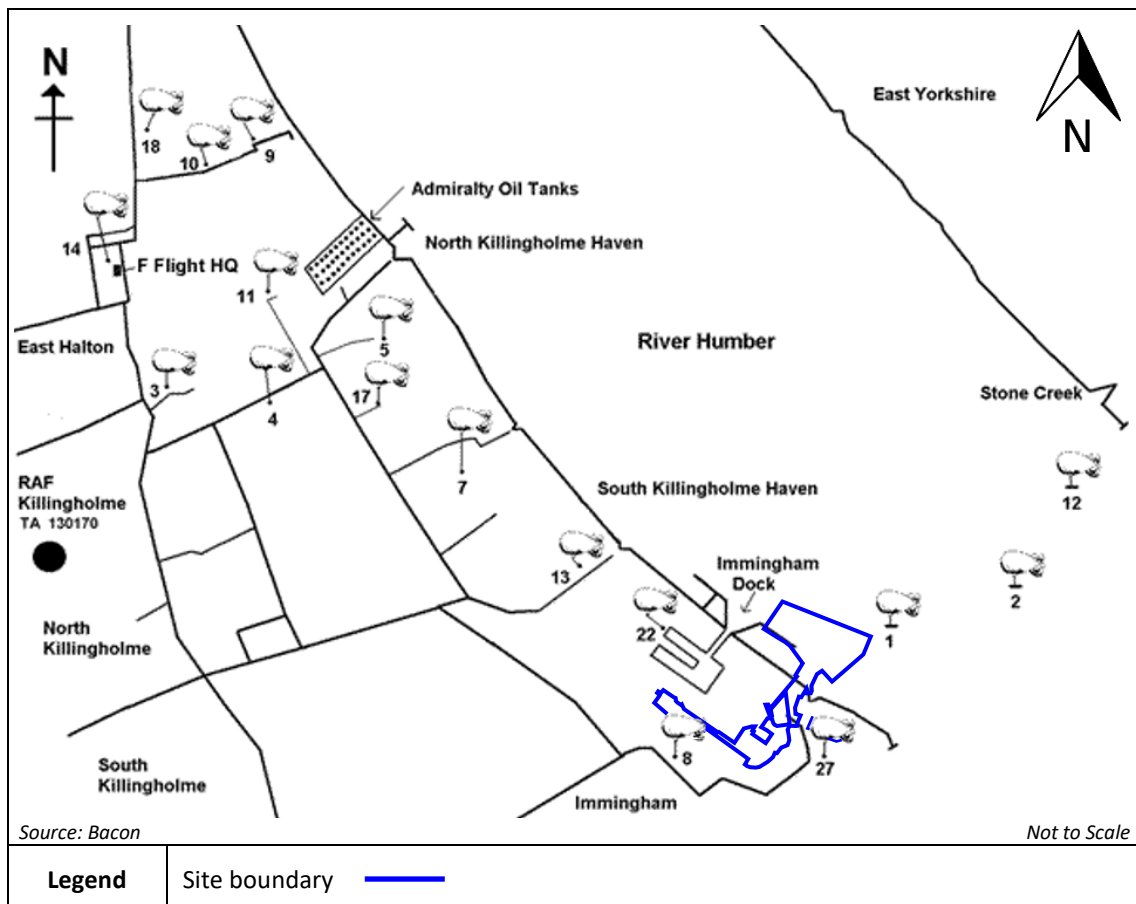 N
East Yorkshire
N
18
10
9
Admiralty Oil Tanks
North Killingholme Haven
14
F Flight HQ
11
5
East Halton
River Humber
3
4
17
Stone Creek
RAF
Killingholme
TA 130170
7
South Killingholme Haven
12
13
Immingham
Dock
2
North
Killingholme
22
1
South
Killingholme
8
27
Immingham
Source: Bacon
Not to Scale
Legend
Site boundary